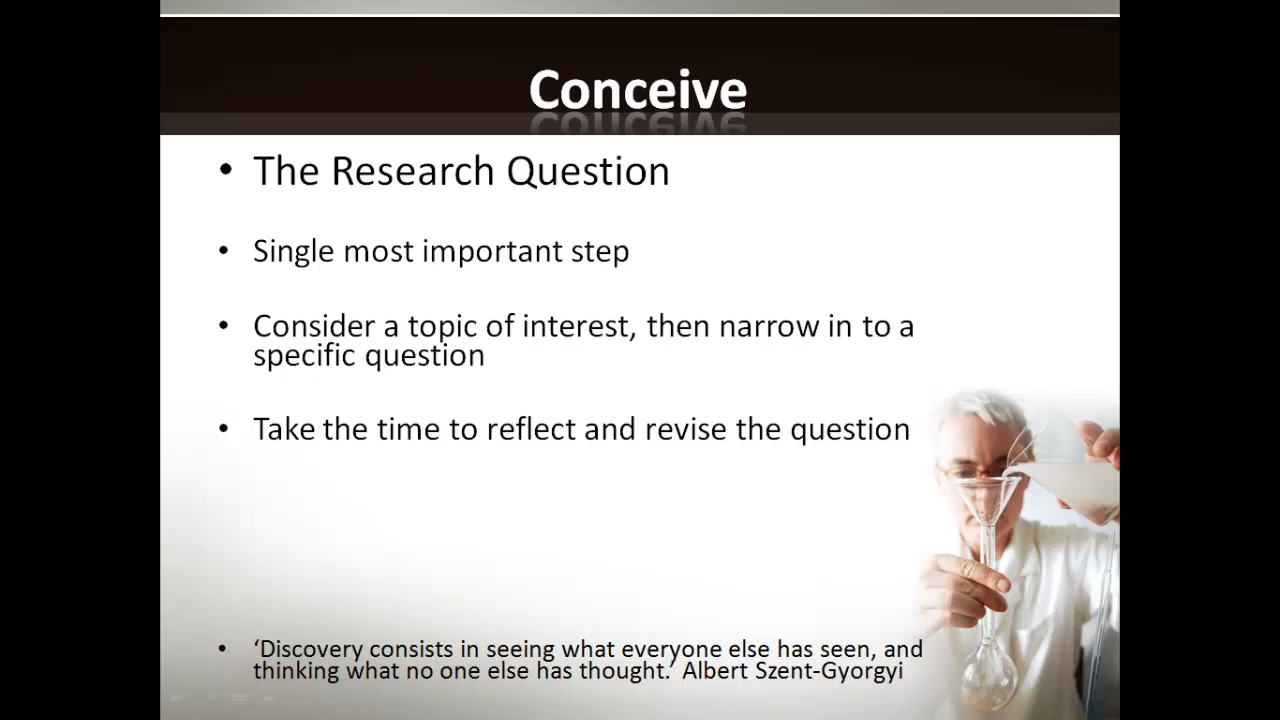 Conceive
• The Research Question
• Single most important step
• Consider a topic of interest, then narrow in to a
specific question
• Take the time to reflect and revise the question
• ‘Discovery consists in seeing what everyone else has seen, and
thinking what no one else has thought.’ Albert Szent-Gyorgyi